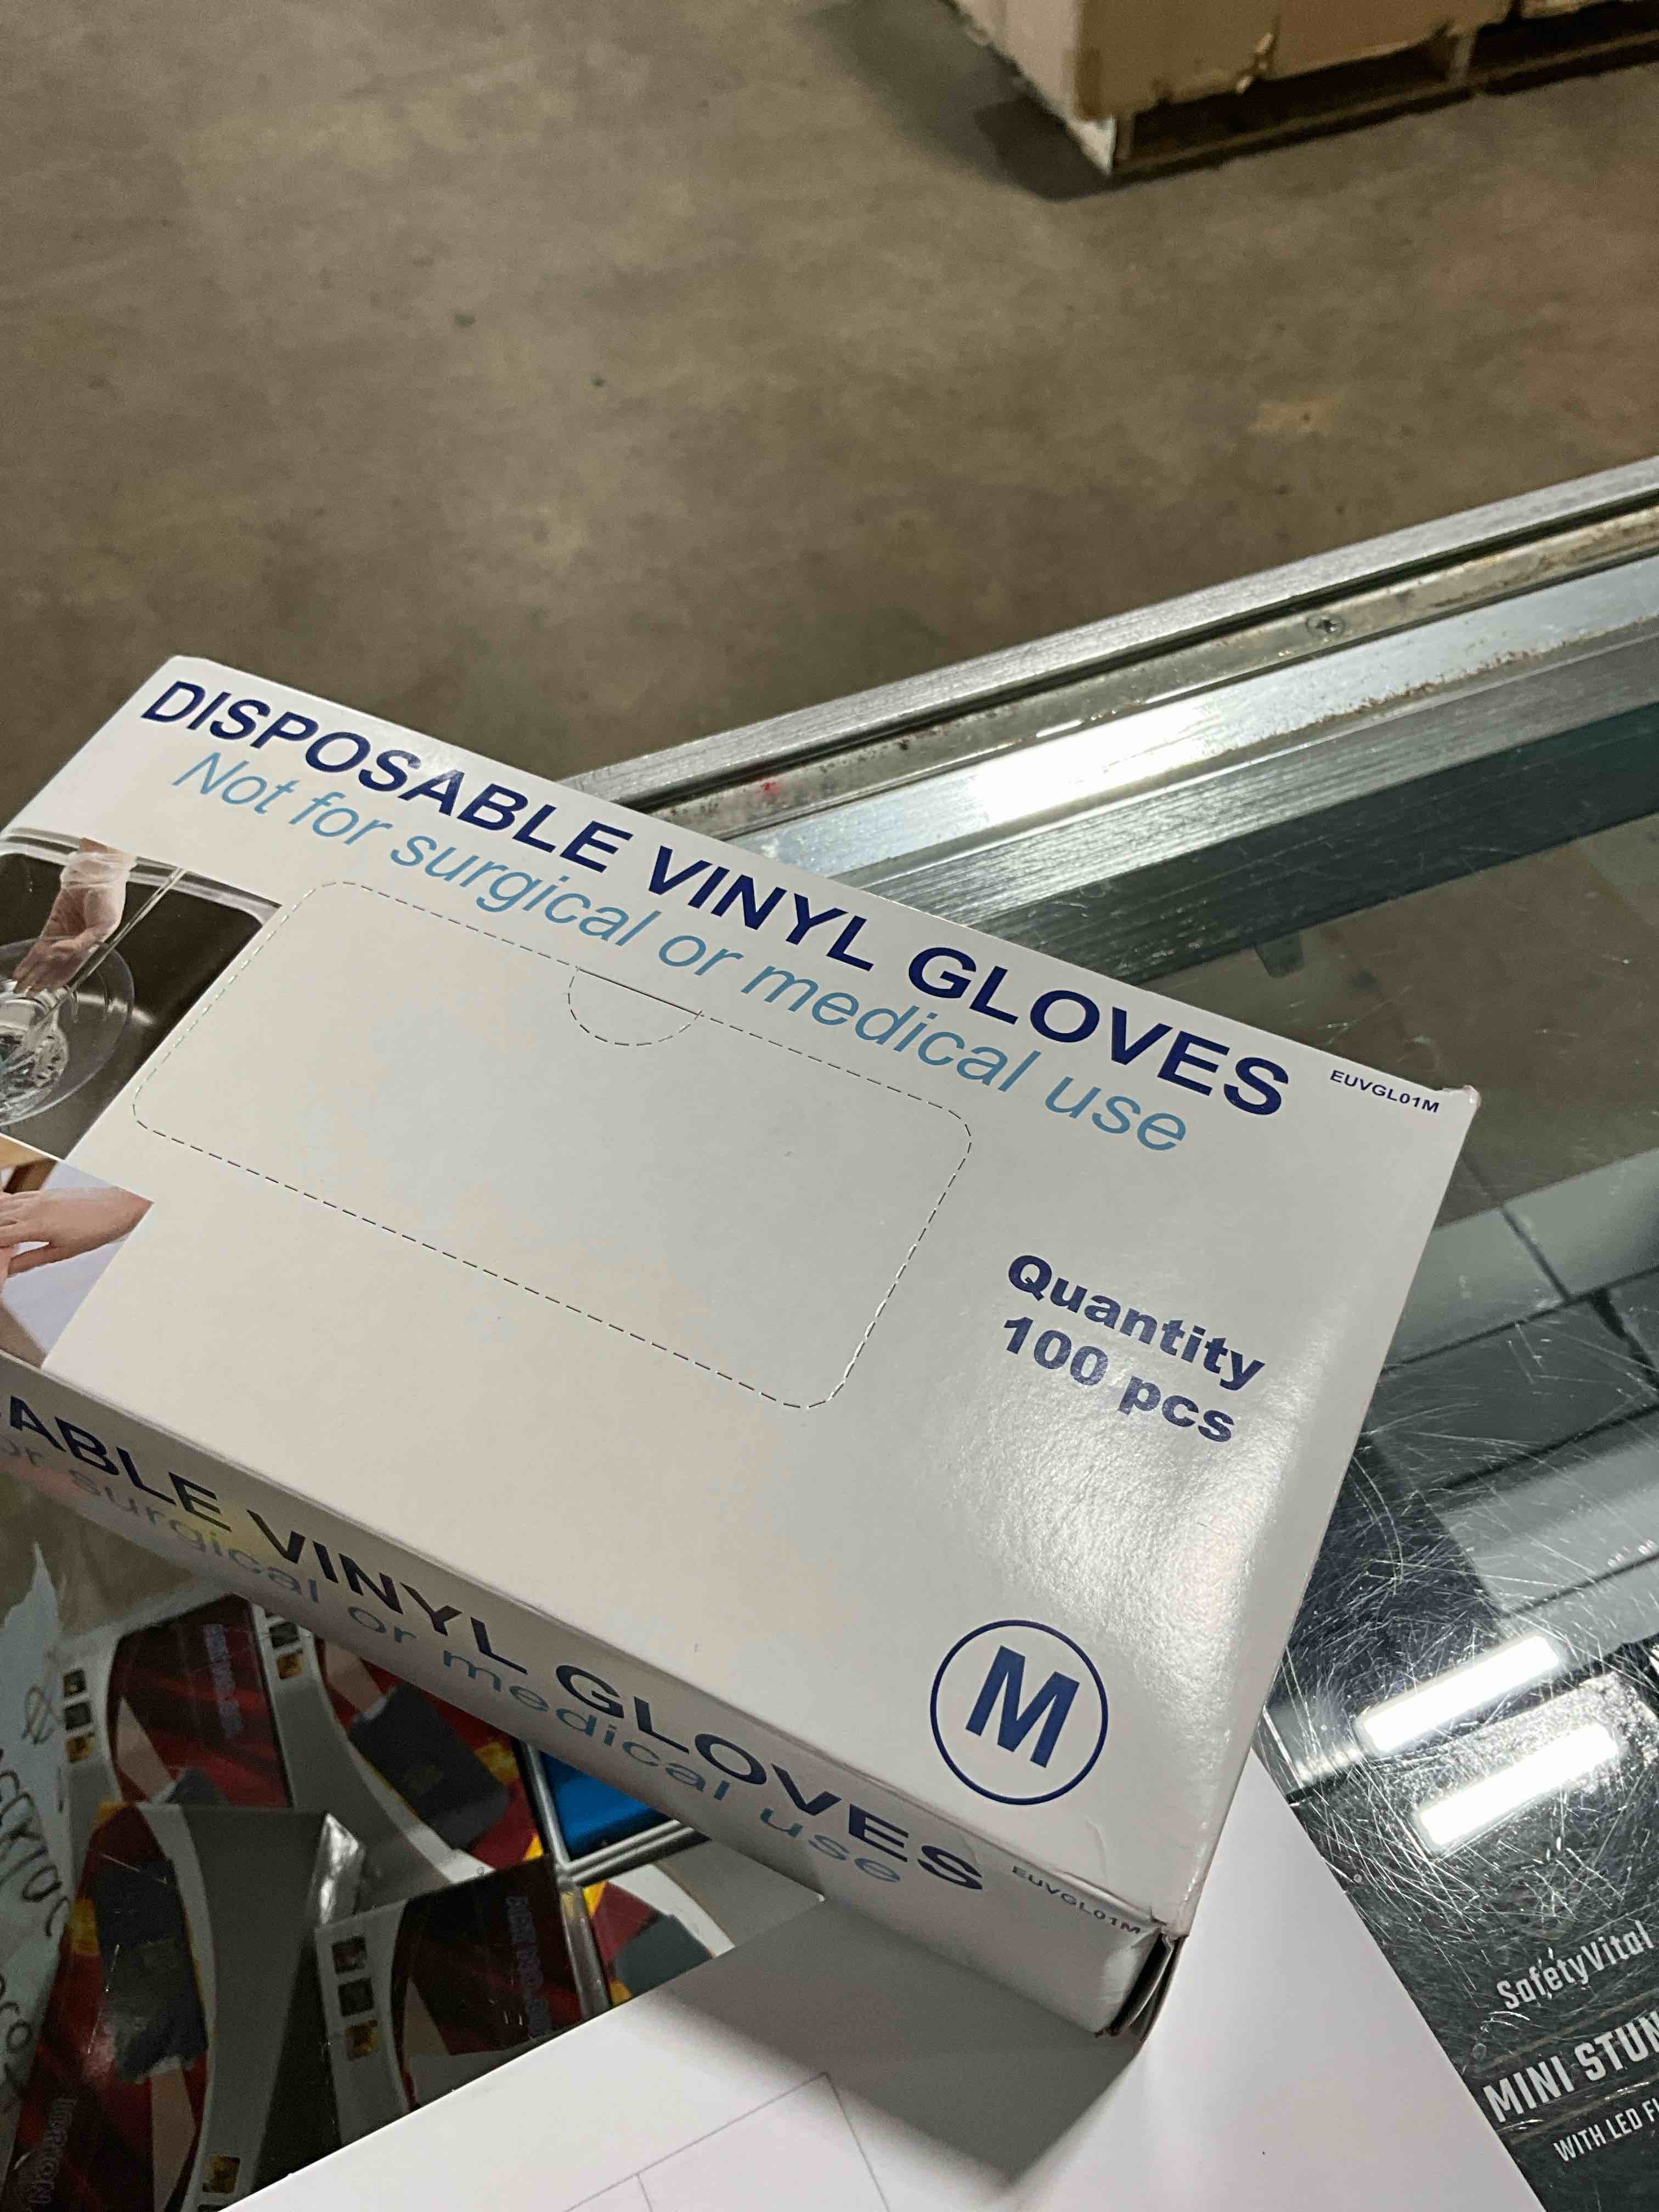 DISPOSABLE VINYL GLOVES
Not for surgical or medical use
EUVGL01M
Quantity
100 pcs
M
ABLE VINYL GLOVES
or surgical or medical use
EUVGL01M
SafetyVital
MINI STUN
WITH LED